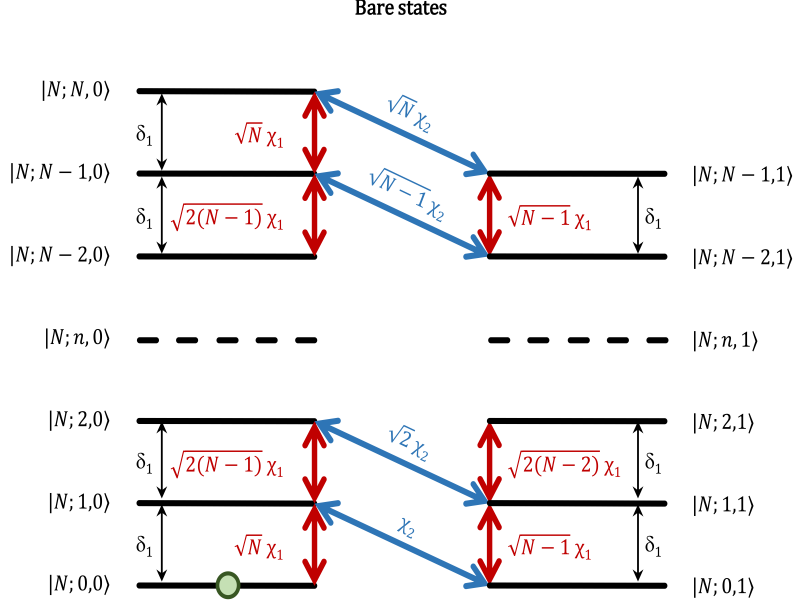 Bare states
|N; N, 0⟩
δ₁
√N χ₁
√N χ₂
|N; N − 1,0⟩
|N; N − 1,1⟩
δ₁
√2(N − 1) χ₁
√N − 1 χ₂
√N − 1 χ₁
δ₁
|N; N − 2,0⟩
|N; N − 2,1⟩
|N; n, 0⟩
|N; n, 1⟩
|N; 2,0⟩
|N; 2,1⟩
δ₁
√2(N − 1) χ₁
√2 χ₂
√2(N − 2) χ₁
δ₁
|N; 1,0⟩
|N; 1,1⟩
δ₁
√N χ₁
χ₂
√N − 1 χ₁
δ₁
|N; 0,0⟩
|N; 0,1⟩